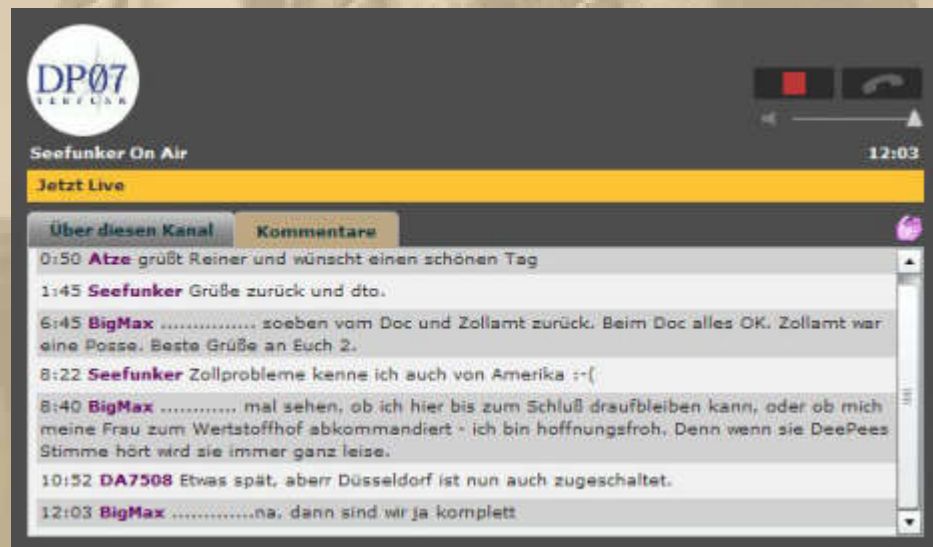 DP07
SEEFUNK
Seefunker On Air
12:03
Jetzt Live
Über diesen Kanal
Kommentare
0:50 Atze grüßt Reiner und wünscht einen schönen Tag
1:45 Seefunker Grüße zurück und dto.
6:45 BigMax ............... soeben vom Doc und Zollamt zurück. Beim Doc alles OK. Zollamt war
eine Posse. Beste Grüße an Euch 2.
8:22 Seefunker Zollprobleme kenne ich auch von Amerika :-(
8:40 BigMax ............ mal sehen, ob ich hier bis zum Schluß draufbleiben kann, oder ob mich
meine Frau zum Wertstoffhof abkommandiert - ich bin hoffnungsfroh. Denn wenn sie DeePees
Stimme hört wird sie immer ganz leise.
10:52 DA7508 Etwas spät, aberr Düsseldorf ist nun auch zugeschaltet.
12:03 BigMax .............na, dann sind wir ja komplett